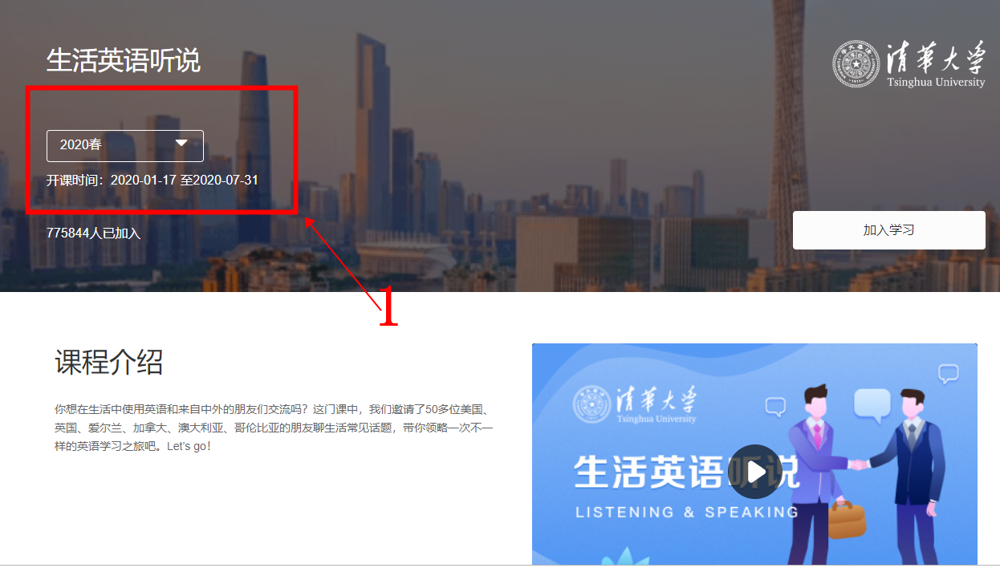 生活英语听说
清華大学
Tsinghua University
2020春
开课时间：2020-01-17 至2020-07-31
775844人已加入
加入学习
1
课程介绍
你想在生活中使用英语和来自中外的朋友们交流吗？这门课中，我们邀请了50多位美国、
英国、爱尔兰、加拿大、澳大利亚、哥伦比亚的朋友聊生活常见话题，带你领略一次不一
样的英语学习之旅吧。Let's go！
清華大学
Tsinghua University
生活英语听说
LISTENING & SPEAKING